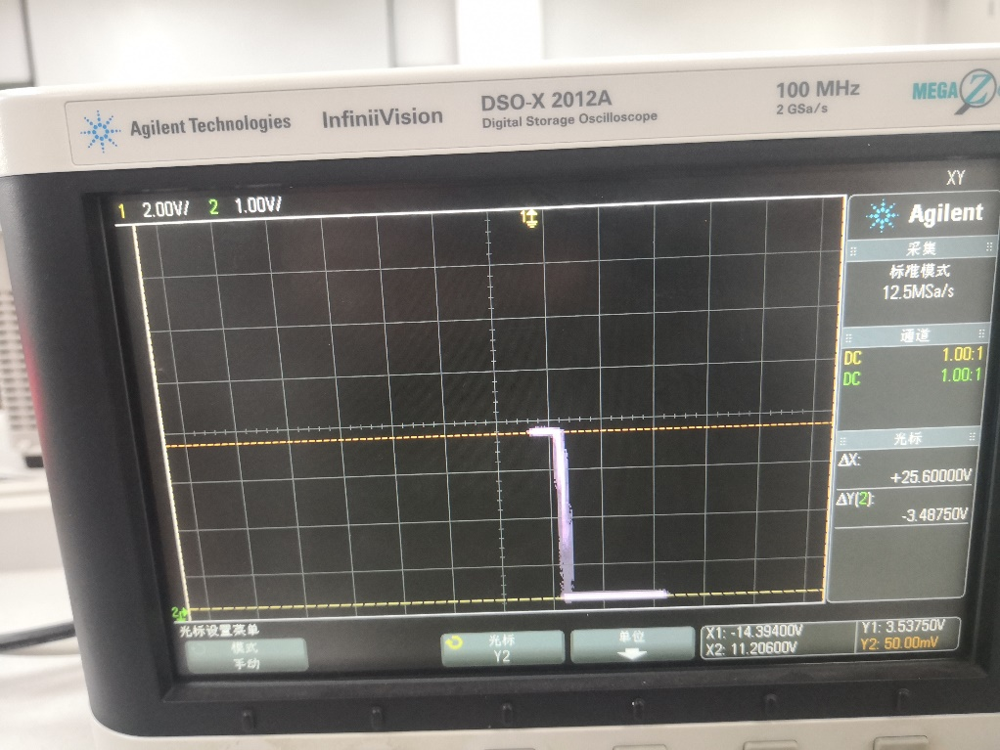 Agilent Technologies
InfiniiVision
DSO-X 2012A
Digital Storage Oscilloscope
100 MHz
2 GSa/s
MEGA Z
XY
1 2.00V/ 2 1.00V/
1
Agilent
采集
标准模式
12.5MSa/s
通道
DC 1.00:1
DC 1.00:1
光标
ΔX:
+25.60000V
ΔY(2):
-3.48750V
2
光标设置菜单
模式
手动
光标
Y2
单位
X1: -14.39400V
X2: 11.20600V
Y1: 3.53750V
Y2: 50.00mV